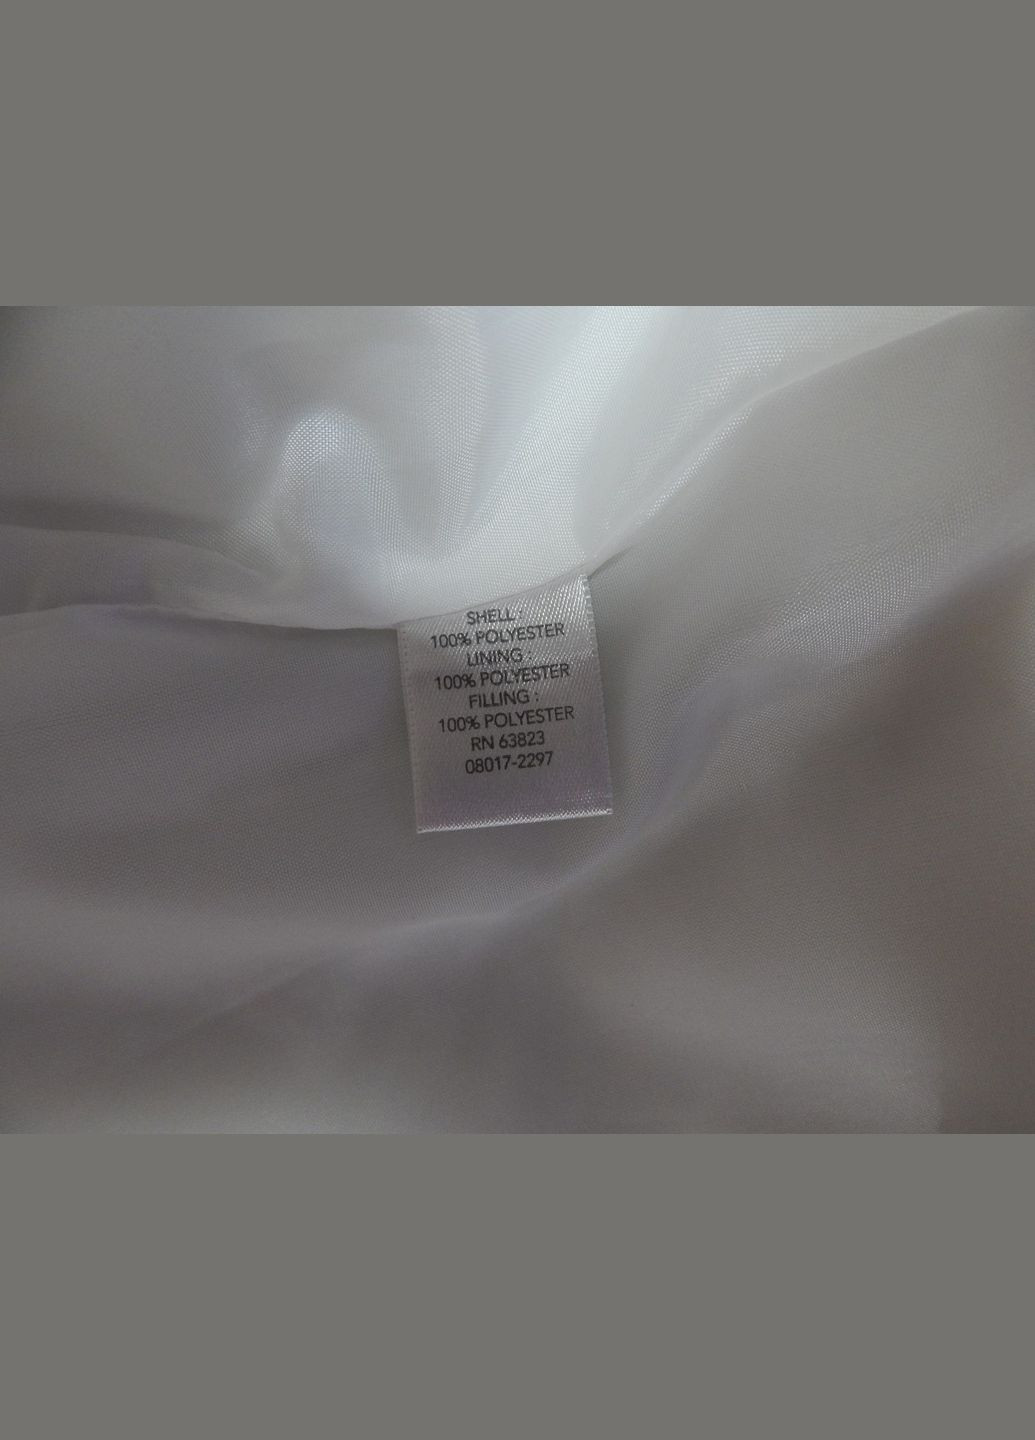 SHELL :
100% POLYESTER
LINING :
100% POLYESTER
FILLING :
100% POLYESTER
RN 63823
08017-2297